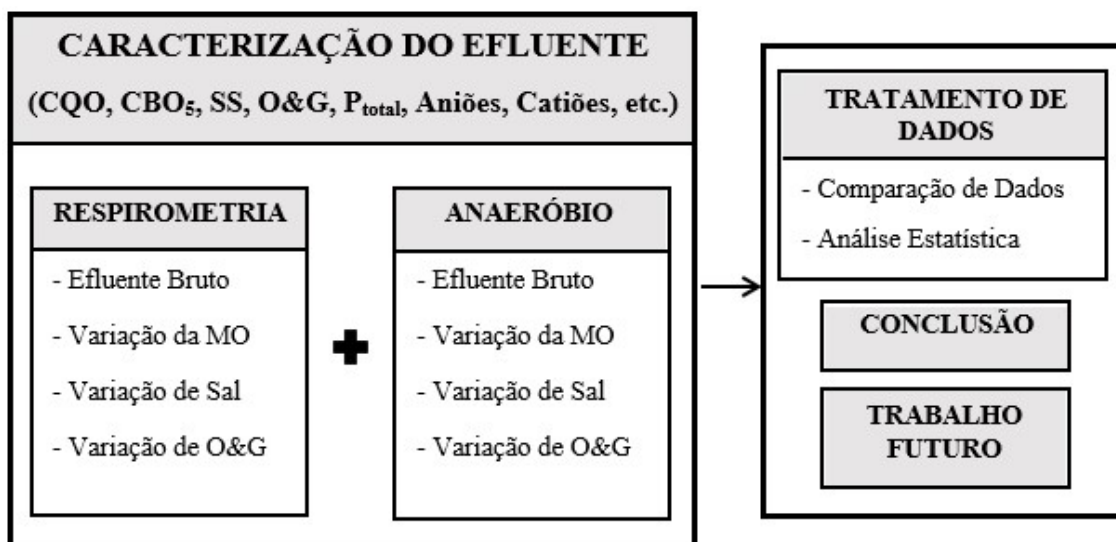 CARACTERIZAÇÃO DO EFLUENTE
(CQO, CBO₅, SS, O&G, Pₜₒₜₐₗ, Aniões, Catiões, etc.)
RESPIROMETRIA
- Efluente Bruto
- Variação da MO
- Variação de Sal
- Variação de O&G
ANAERÓBIO
- Efluente Bruto
- Variação da MO
- Variação de Sal
- Variação de O&G
TRATAMENTO DE
DADOS
- Comparação de Dados
- Análise Estatística
CONCLUSÃO
TRABALHO
FUTURO